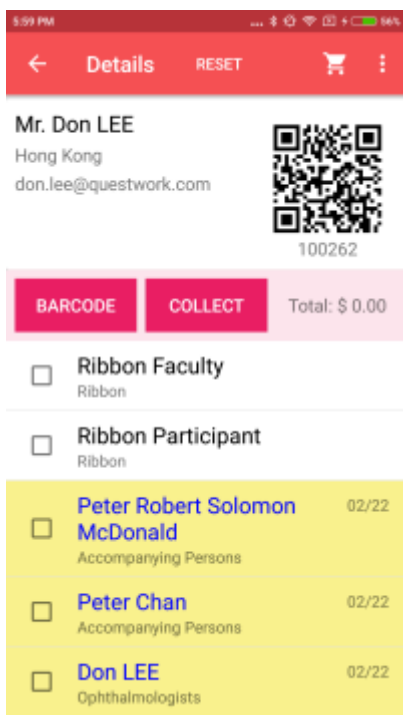 5:59 PM ... 56%
Details RESET
Mr. Don LEE
Hong Kong
don.lee@questwork.com
100262
BARCODE COLLECT Total: $ 0.00
Ribbon Faculty
Ribbon
Ribbon Participant
Ribbon
Peter Robert Solomon 02/22
McDonald
Accompanying Persons
Peter Chan 02/22
Accompanying Persons
Don LEE 02/22
Ophthalmologists